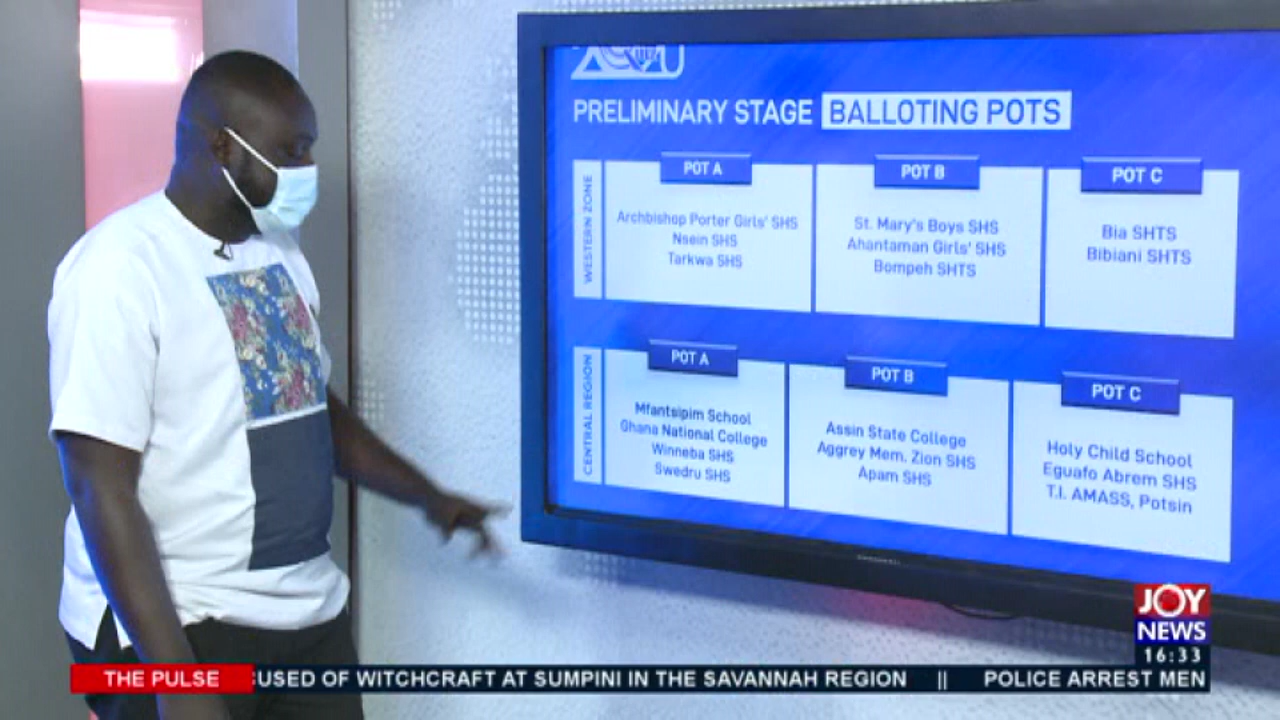 PRELIMINARY STAGE BALLOTING POTS
WESTERN ZONE
POT A
Archbishop Porter Girls' SHS
Nsein SHS
Tarkwa SHS
POT B
St. Mary's Boys SHS
Ahantaman Girls' SHS
Bompeh SHTS
POT C
Bia SHTS
Bibiani SHTS
CENTRAL REGION
POT A
Mfantsipim School
Ghana National College
Winneba SHS
Swedru SHS
POT B
Assin State College
Aggrey Mem. Zion SHS
Apam SHS
POT C
Holy Child School
Eguafo Abrem SHS
T.I. AMASS, Potsin
JOY
NEWS
16:33
THE PULSE
CUSED OF WITCHCRAFT AT SUMPINI IN THE SAVANNAH REGION || POLICE ARREST MEN